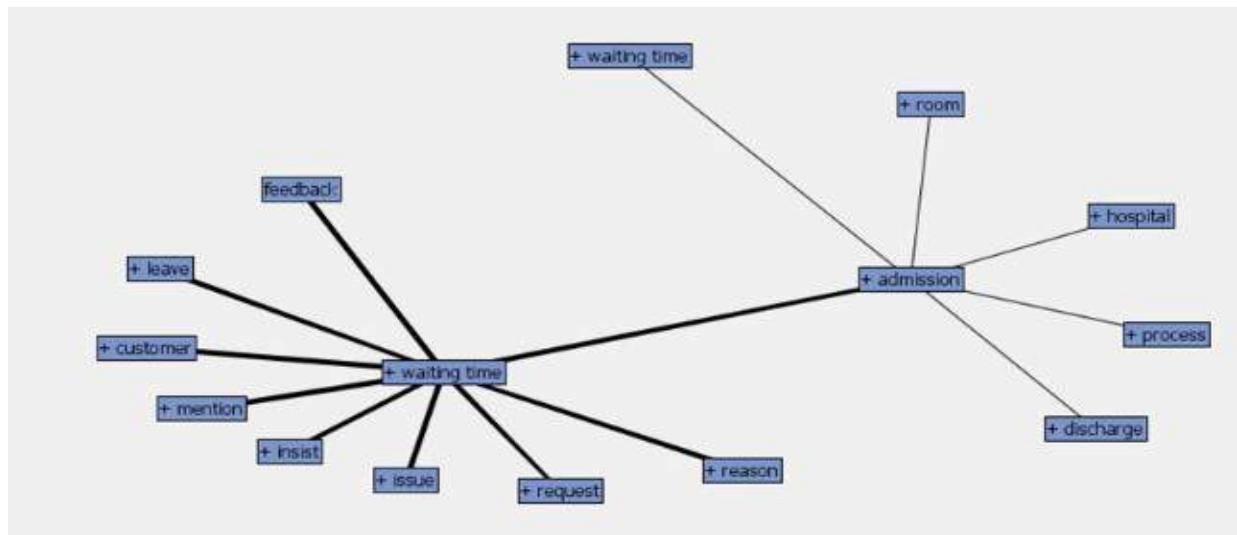 + waiting time
+ room
feedback
+ hospital
+ leave
+ admission
+ process
+ customer
+ waiting time
+ mention
+ discharge
+ insist
+ reason
+ issue
+ request